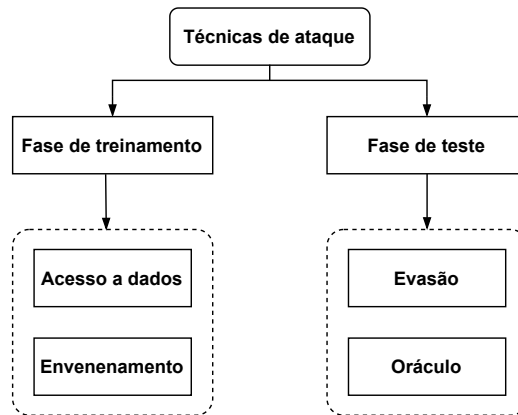 Técnicas de ataque
Fase de treinamento
Fase de teste
Acesso a dados
Evasão
Envenenamento
Oráculo